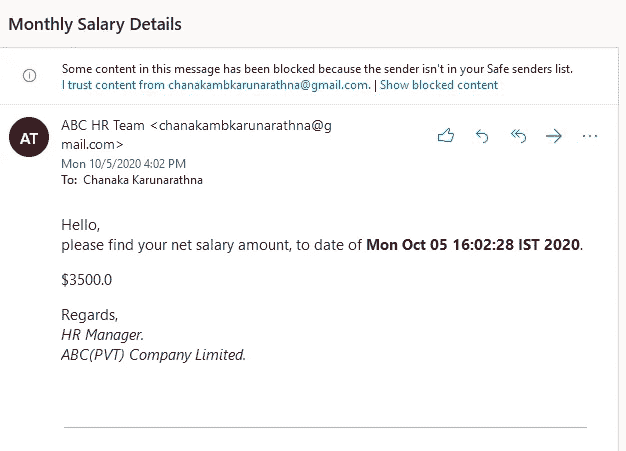 Monthly Salary Details
Some content in this message has been blocked because the sender isn't in your Safe senders list.
I trust content from chanakambkarunarathna@gmail.com. | Show blocked content
AT
ABC HR Team <chanakambkarunarathna@g
mail.com>
Mon 10/5/2020 4:02 PM
To: Chanaka Karunarathna
Hello,
please find your net salary amount, to date of Mon Oct 05 16:02:28 IST 2020.
$3500.0
Regards,
HR Manager.
ABC(PVT) Company Limited.